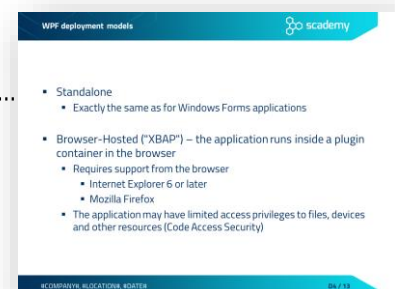 WPF deployment models
scademy
▪ Standalone
▪ Exactly the same as for Windows Forms applications
▪ Browser-Hosted ("XBAP") – the application runs inside a plugin
container in the browser
▪ Requires support from the browser
▪ Internet Explorer 6 or later
▪ Mozilla Firefox
▪ The application may have limited access privileges to files, devices
and other resources (Code Access Security)
#COMPANY#, #LOCATION#, #DATE#
D4 / 13